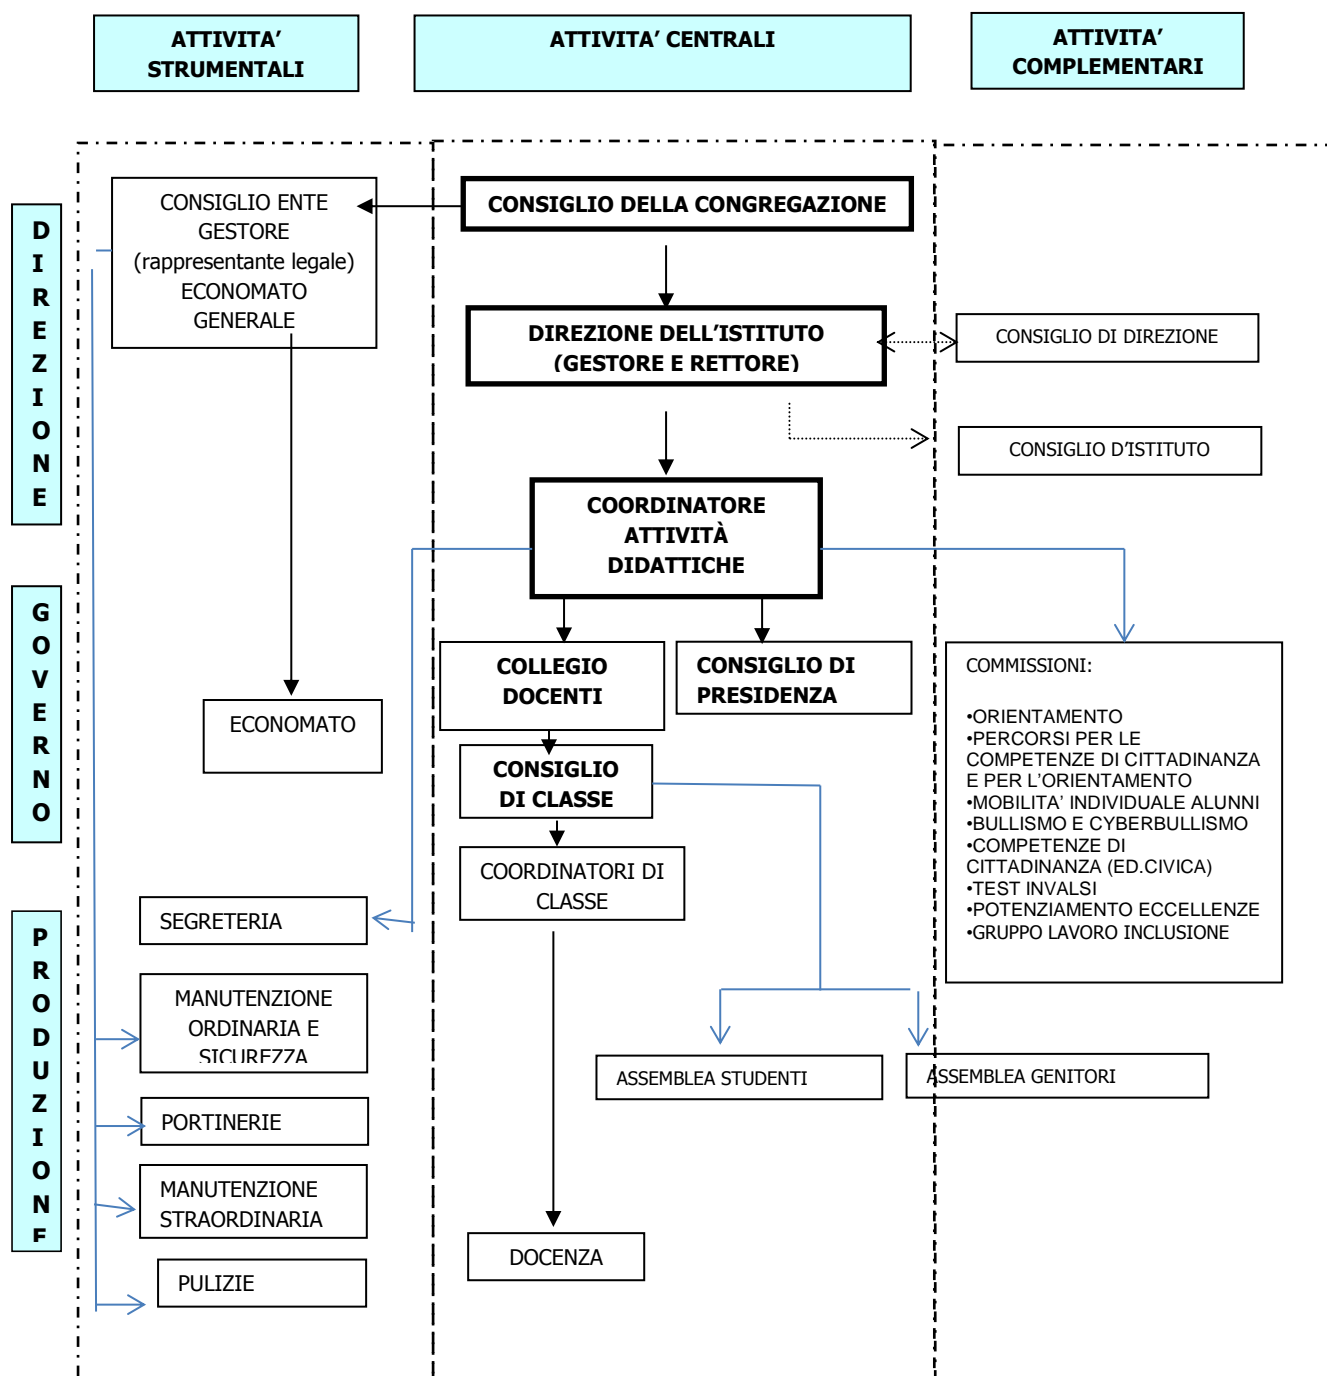 ATTIVITA’
STRUMENTALI
ATTIVITA’ CENTRALI
ATTIVITA’
COMPLEMENTARI
DIREZIONE
CONSIGLIO ENTE
GESTORE
(rappresentante legale)
ECONOMATO
GENERALE
CONSIGLIO DELLA CONGREGAZIONE
DIREZIONE DELL’ISTITUTO
(GESTORE E RETTORE)
CONSIGLIO DI DIREZIONE
CONSIGLIO D’ISTITUTO
COORDINATORE
ATTIVITÀ
DIDATTICHE
GOVERNO
COLLEGIO
DOCENTI
CONSIGLIO DI
PRESIDENZA
ECONOMATO
CONSIGLIO
DI CLASSE
COORDINATORI DI
CLASSE
COMMISSIONI:
•ORIENTAMENTO
•PERCORSI PER LE
COMPETENZE DI CITTADINANZA
E PER L’ORIENTAMENTO
•MOBILITA’ INDIVIDUALE ALUNNI
•BULLISMO E CYBERBULLISMO
•COMPETENZE DI
CITTADINANZA (ED.CIVICA)
•TEST INVALSI
•POTENZIAMENTO ECCELLENZE
•GRUPPO LAVORO INCLUSIONE
PRODUZIONE
SEGRETERIA
MANUTENZIONE
ORDINARIA E
SICUREZZA
ASSEMBLEA STUDENTI
ASSEMBLEA GENITORI
PORTINERIE
MANUTENZIONE
STRAORDINARIA
DOCENZA
PULIZIE